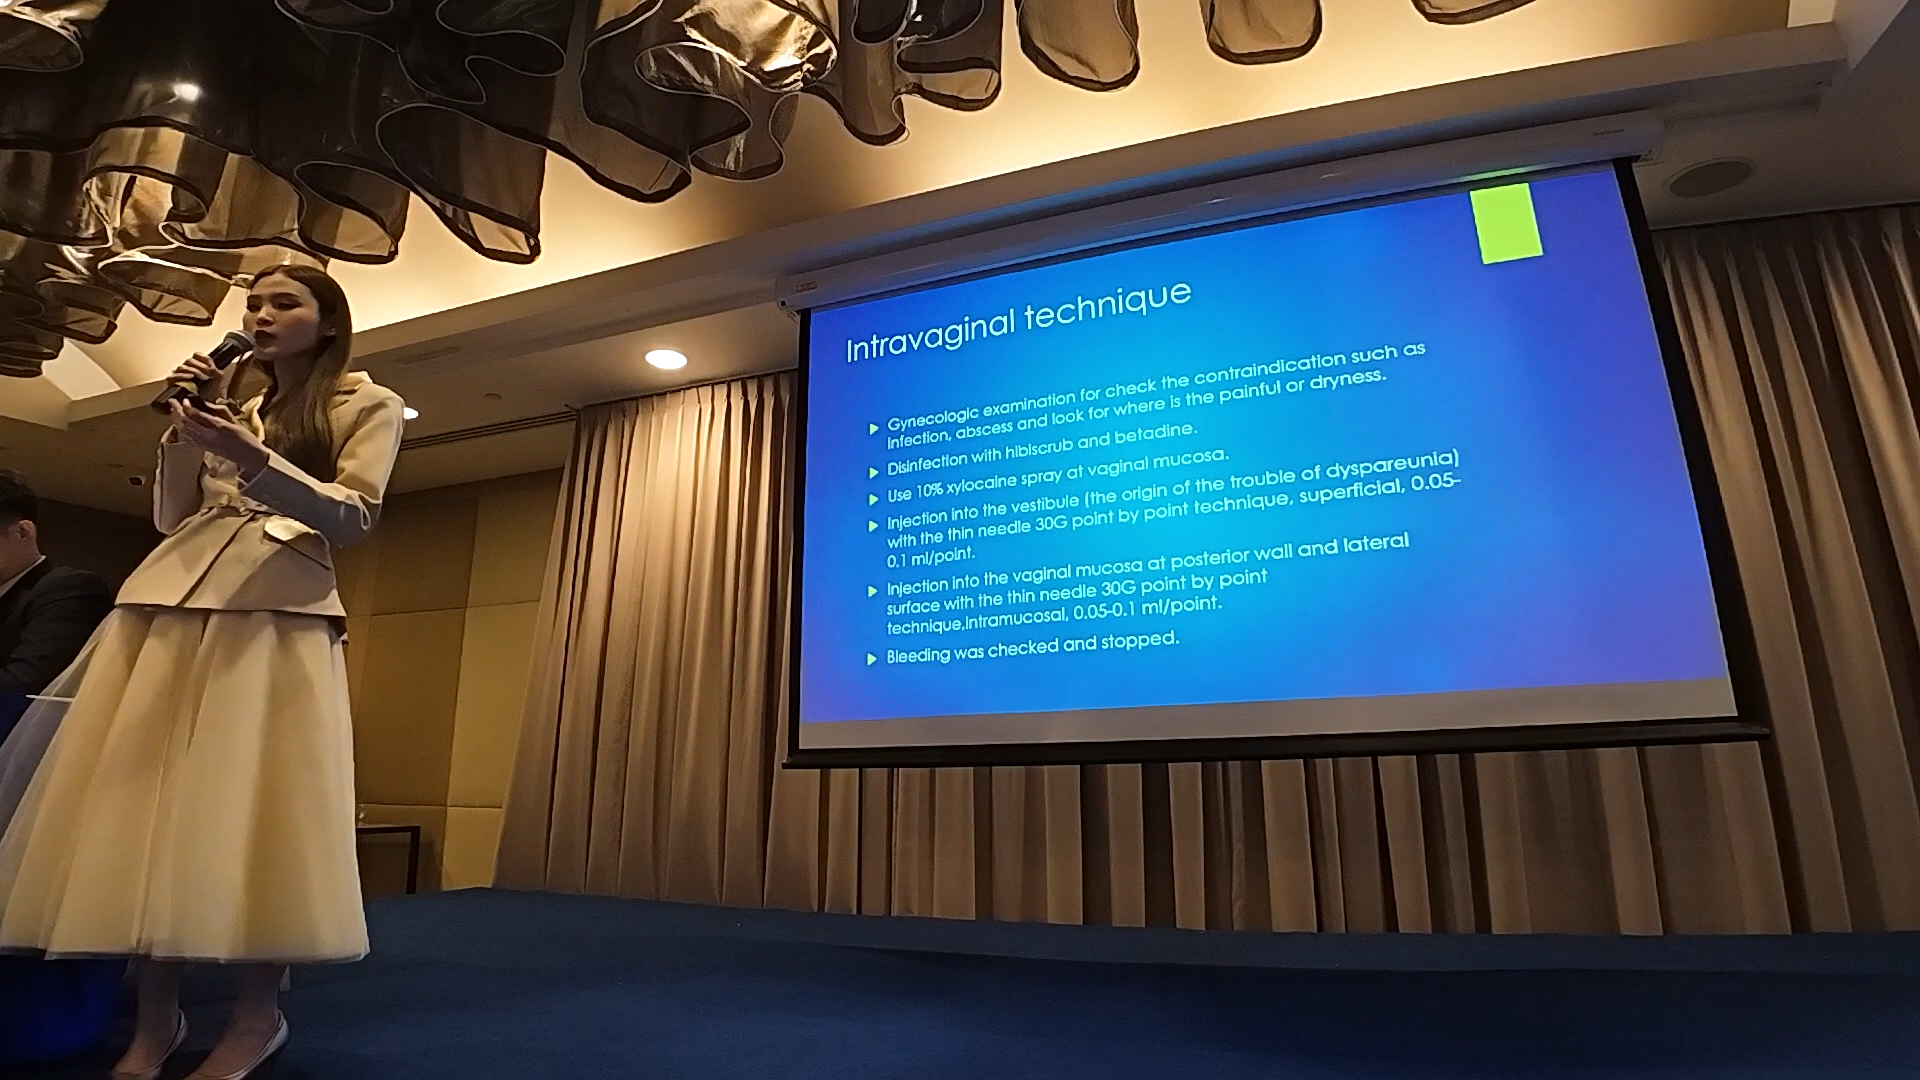 Intravaginal technique
Gynecologic examination for check the contraindication such as
Infection, abscess and look for where is the painful or dryness.
Disinfection with hibiscrub and betadine.
Use 10% xylocaine spray at vaginal mucosa.
Injection into the vestibule (the origin of the trouble of dyspareunia)
with the thin needle 30G point by point technique, superficial, 0.05-
0.1 ml/point.
Injection into the vaginal mucosa at posterior wall and lateral
surface with the thin needle 30G point by point
technique,Intramucosal, 0.05-0.1 ml/point.
Bleeding was checked and stopped.